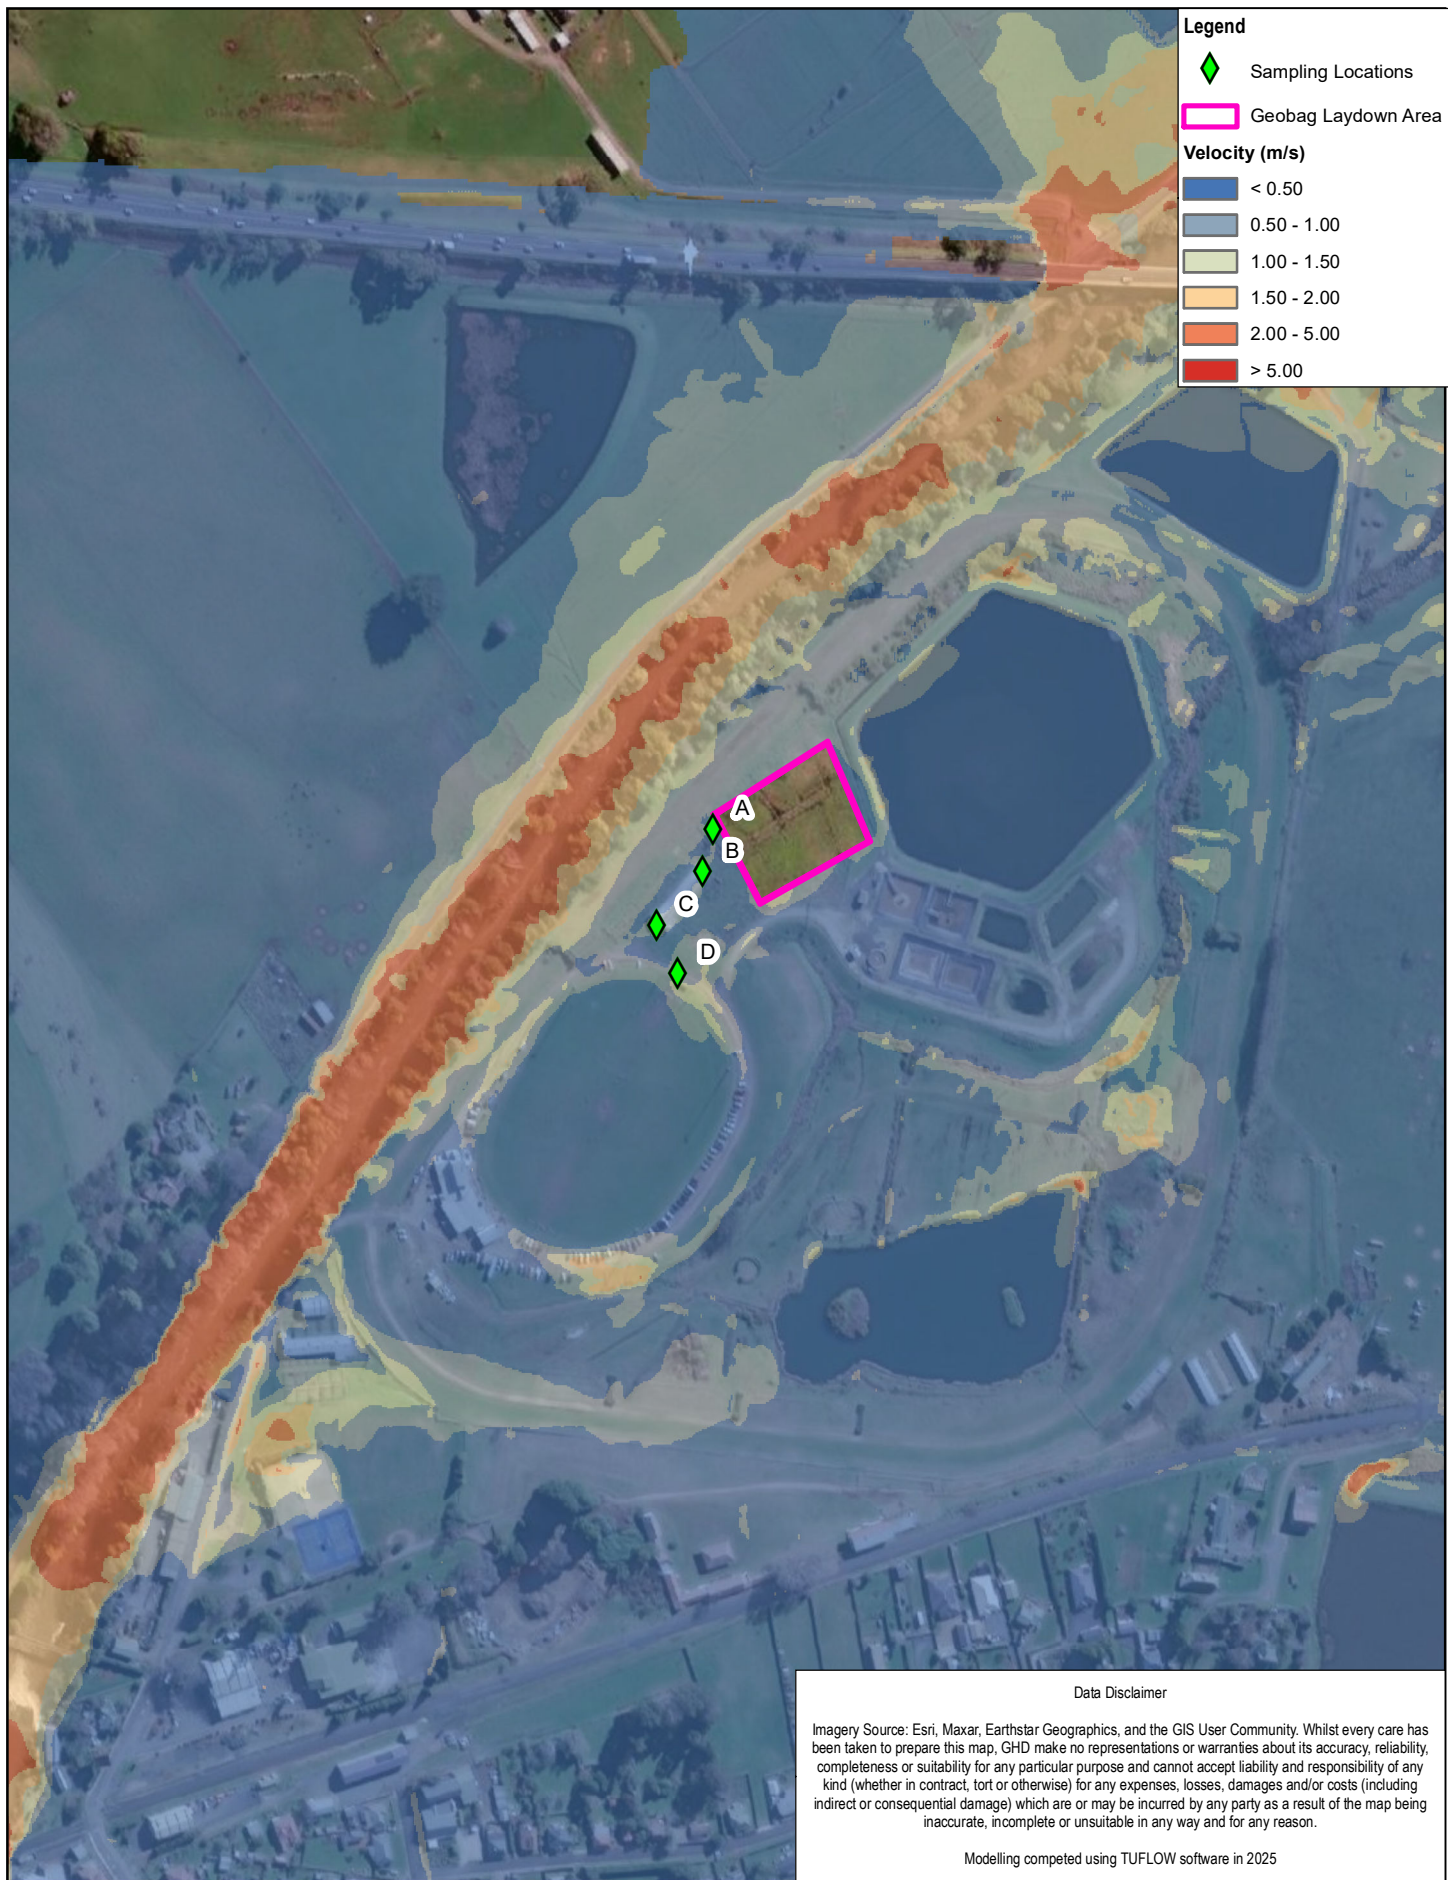 Legend
Sampling Locations
Geobag Laydown Area
Velocity (m/s)
< 0.50
0.50 - 1.00
1.00 - 1.50
1.50 - 2.00
2.00 - 5.00
> 5.00
A
B
C
D
Data Disclaimer
Imagery Source: Esri, Maxar, Earthstar Geographics, and the GIS User Community. Whilst every care has
been taken to prepare this map, GHD make no representations or warranties about its accuracy, reliability,
completeness or suitability for any particular purpose and cannot accept liability and responsibility of any
kind (whether in contract, tort or otherwise) for any expenses, losses, damages and/or costs (including
indirect or consequential damage) which are or may be incurred by any party as a result of the map being
inaccurate, incomplete or unsuitable in any way and for any reason.
Modelling competed using TUFLOW software in 2025